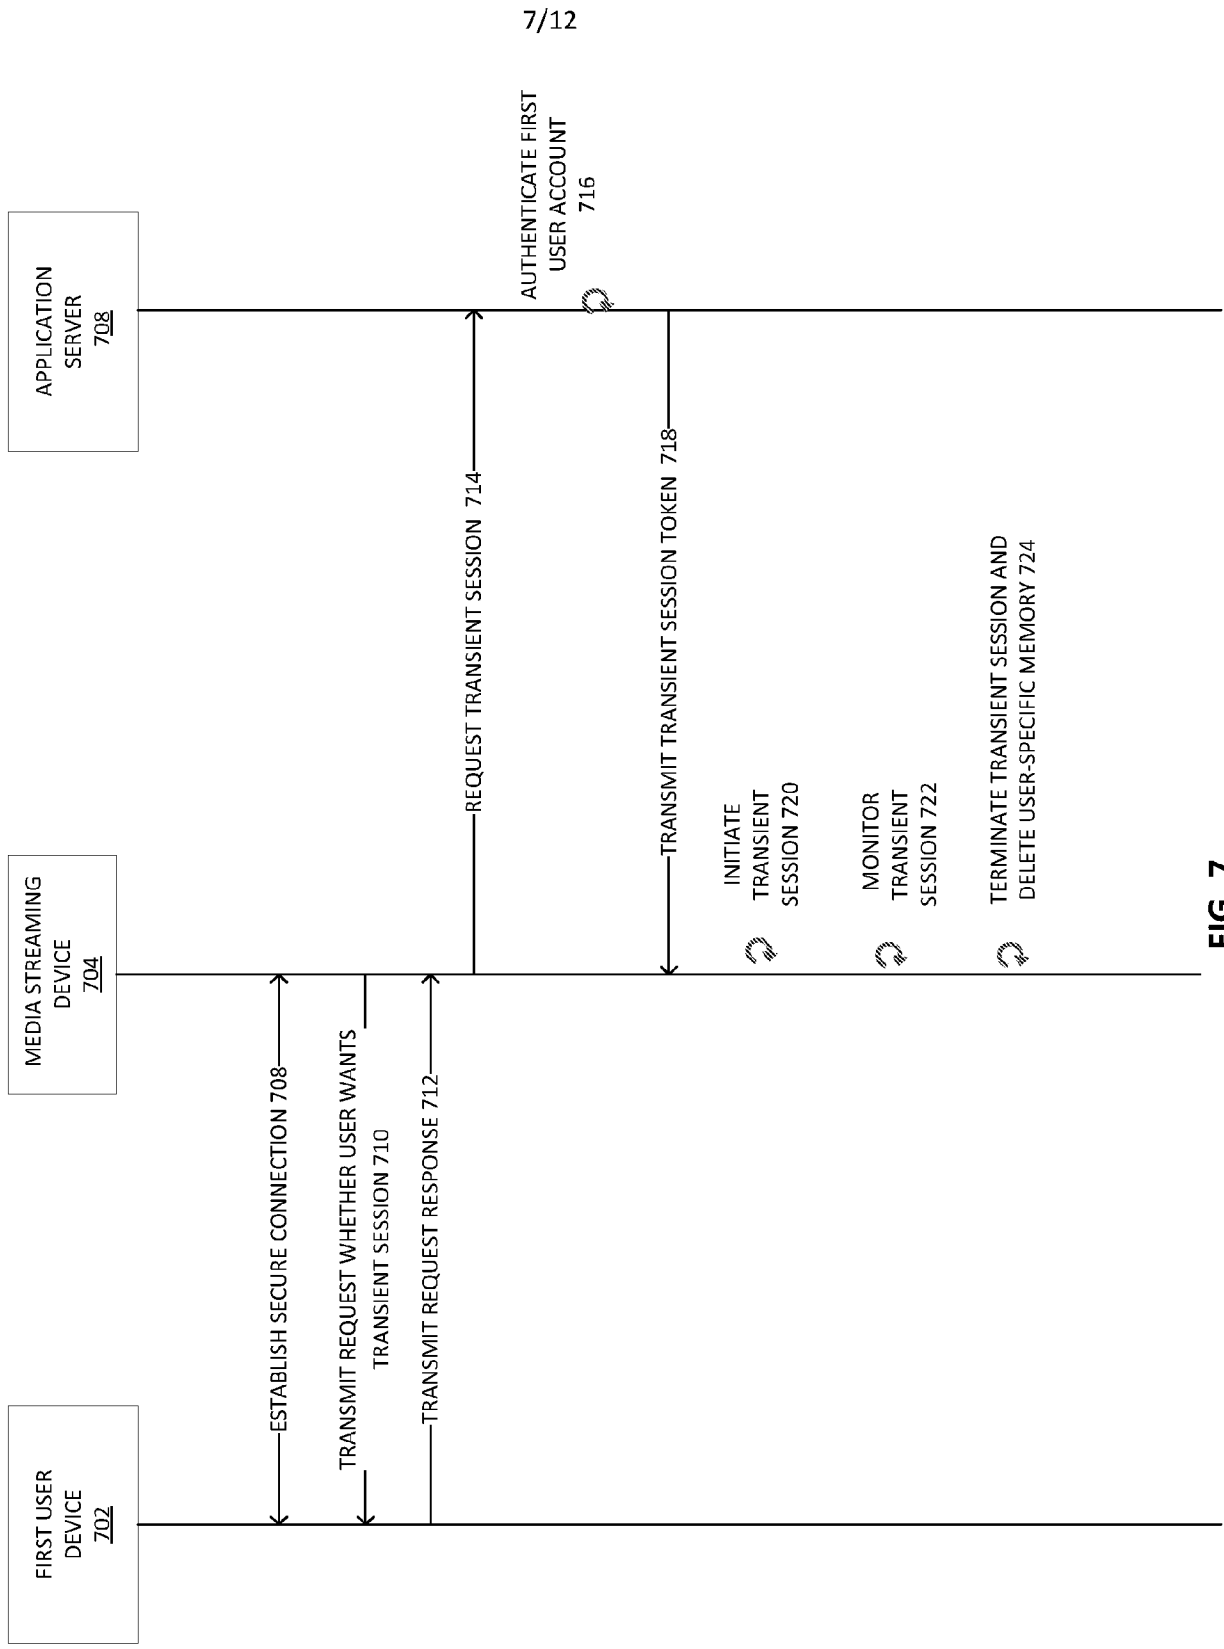 7/12
FIRST USER
DEVICE
702
MEDIA STREAMING
DEVICE
704
APPLICATION
SERVER
708
ESTABLISH SECURE CONNECTION 708
TRANSMIT REQUEST WHETHER USER WANTS
TRANSIENT SESSION 710
TRANSMIT REQUEST RESPONSE 712
REQUEST TRANSIENT SESSION 714
AUTHENTICATE FIRST
USER ACCOUNT
716
TRANSMIT TRANSIENT SESSION TOKEN 718
INITIATE
TRANSIENT
SESSION 720
MONITOR
TRANSIENT
SESSION 722
TERMINATE TRANSIENT SESSION AND
DELETE USER-SPECIFIC MEMORY 724
FIG. 7